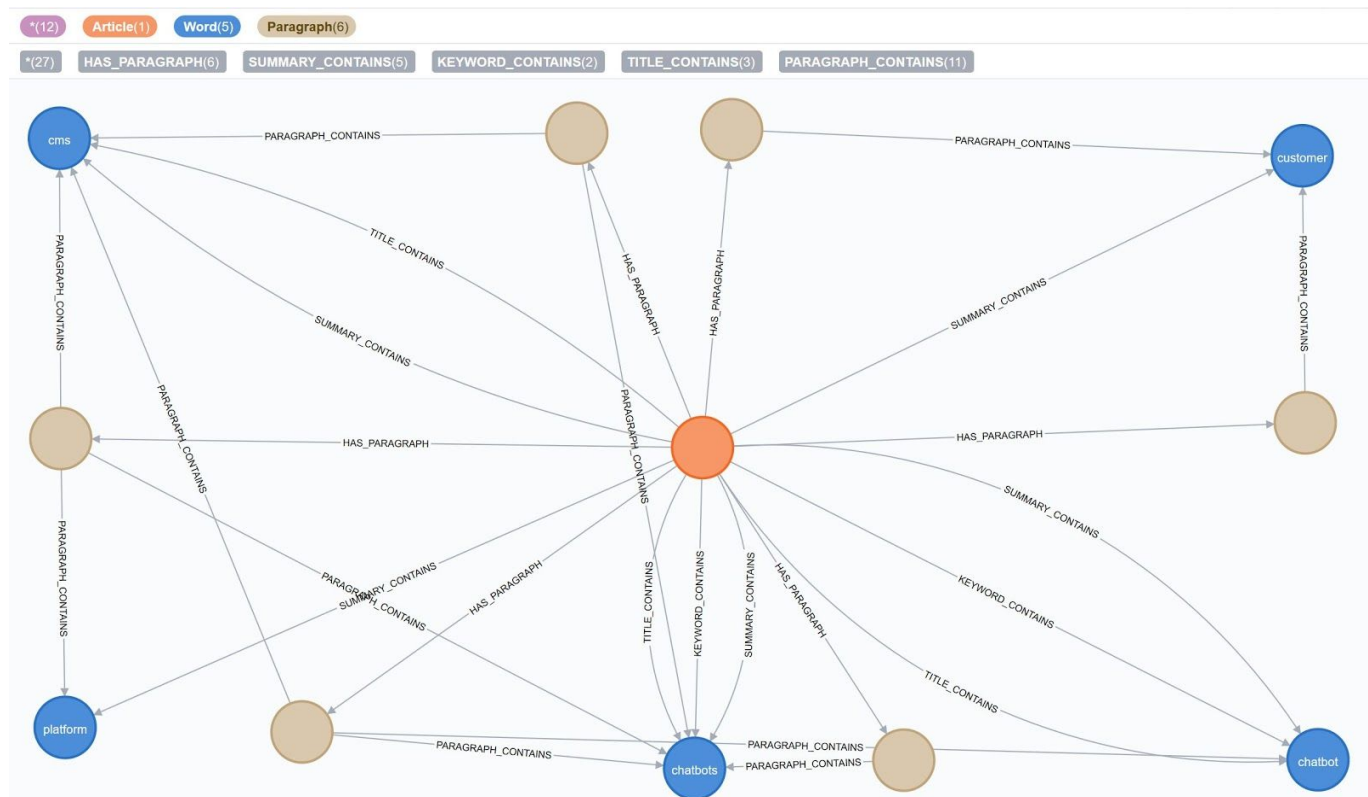 *(12) Article(1) Word(5) Paragraph(6)
*(27) HAS_PARAGRAPH(6) SUMMARY_CONTAINS(5) KEYWORD_CONTAINS(2) TITLE_CONTAINS(3) PARAGRAPH_CONTAINS(11)
cms
PARAGRAPH_CONTAINS
PARAGRAPH_CONTAINS
customer
TITLE_CONTAINS
HAS_PARAGRAPH
HAS_PARAGRAPH
PARAGRAPH_CONTAINS
SUMMARY_CONTAINS
PARAGRAPH_CONTAINS
SUMMARY_CONTAINS
PARAGRAPH_CONTAINS
HAS_PARAGRAPH
PARAGRAPH_CONTAINS
HAS_PARAGRAPH
SUMMARY_CONTAINS
PARAGRAPH_CONTAINS
SUMMARY_CONTAINS
PARAGRAPH_CONTAINS
HAS_PARAGRAPH
TITLE_CONTAINS
KEYWORD_CONTAINS
SUMMARY_CONTAINS
HAS_PARAGRAPH
KEYWORD_CONTAINS
TITLE_CONTAINS
platform
PARAGRAPH_CONTAINS
PARAGRAPH_CONTAINS
PARAGRAPH_CONTAINS
chatbots
chatbot